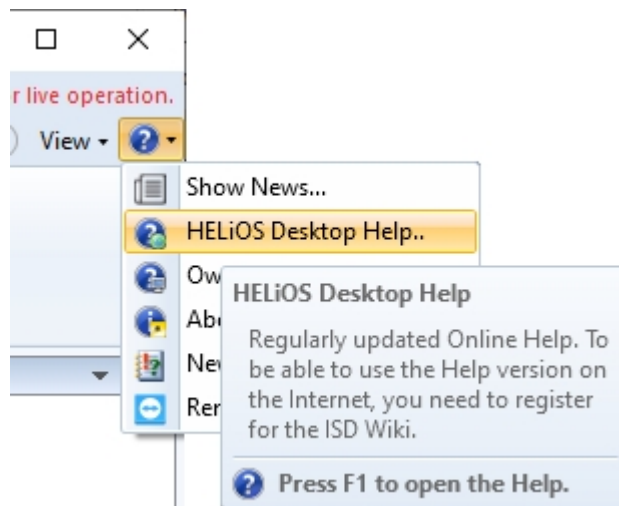 r live operation.
View
Show News...
HELiOS Desktop Help..
Ow
HELiOS Desktop Help
Ab
Regularly updated Online Help. To
Ne
be able to use the Help version on
the Internet, you need to register
Rer
for the ISD Wiki.
Press F1 to open the Help.